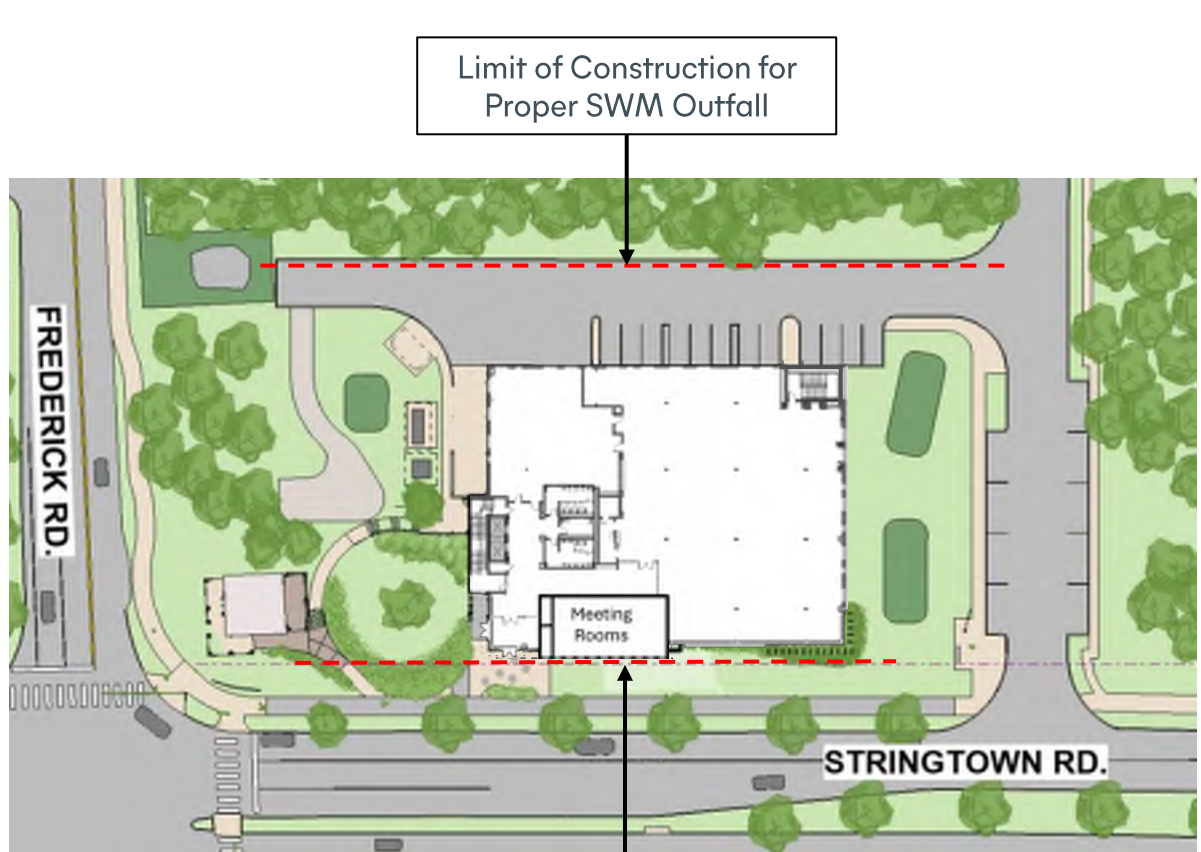 Limit of Construction for
Proper SWM Outfall
FREDERICK RD.
Meeting
Rooms
STRINGTOWN RD.